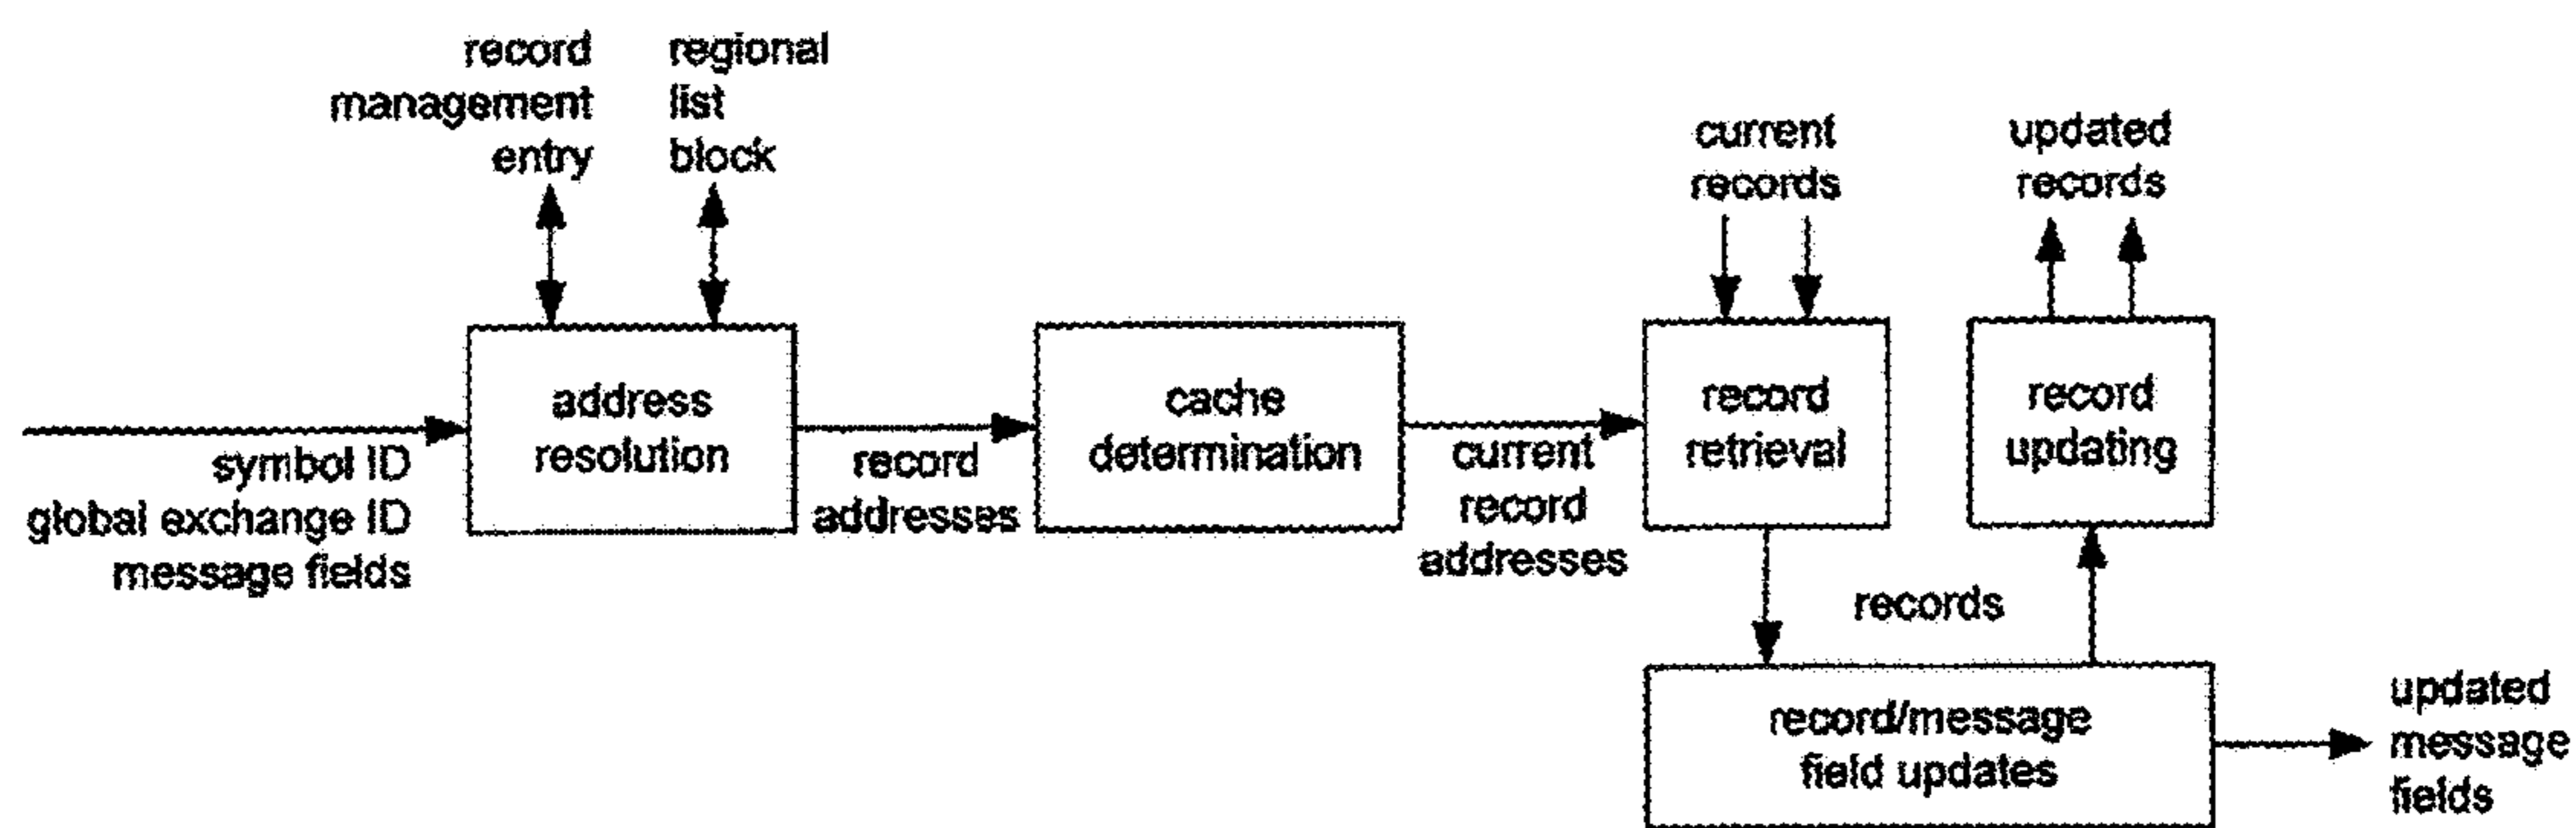 record
management
entry
regional
list
block
current
records
updated
records
symbol ID
global exchange ID
message fields
address
resolution
record
addresses
cache
determination
current
record
addresses
record
retrieval
record
updating
records
record/message
field updates
updated
message
fields